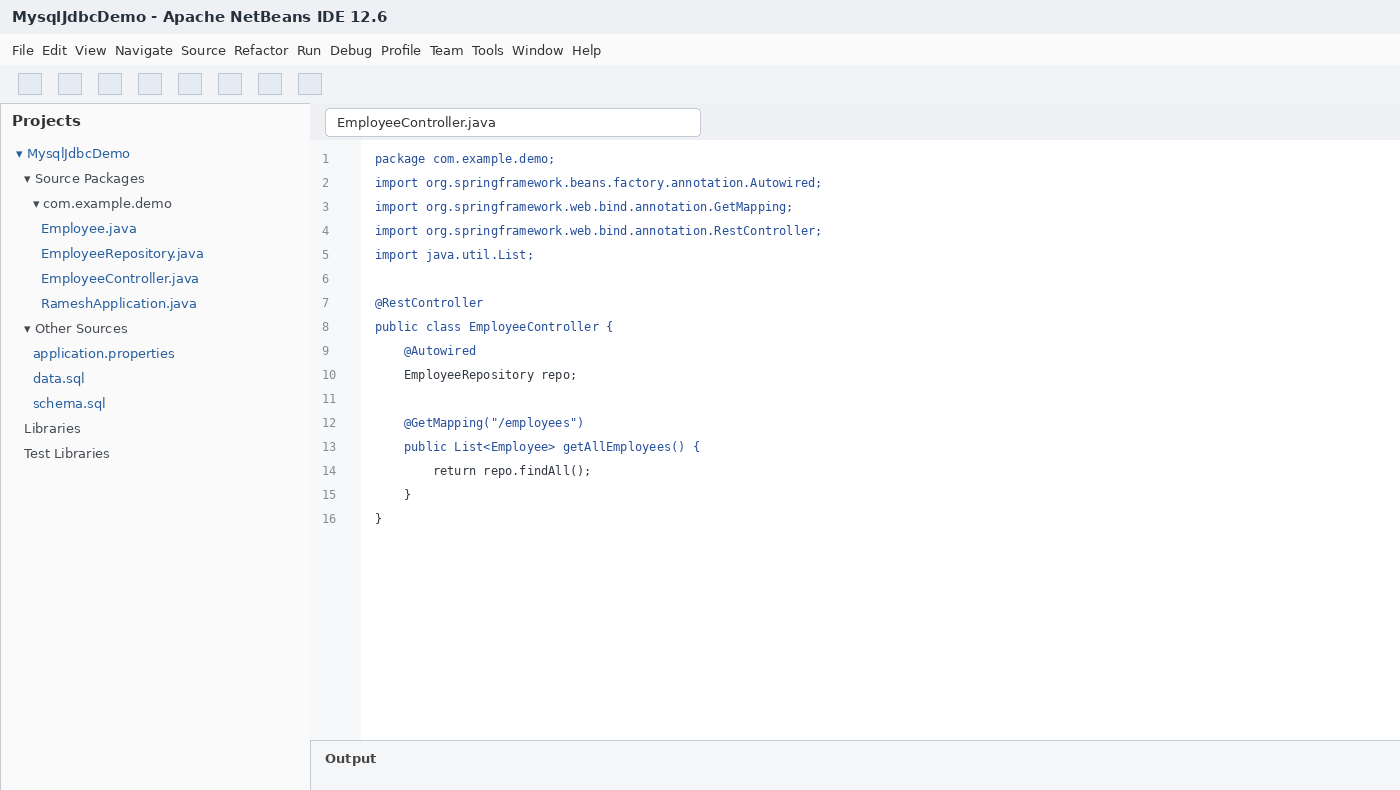 MysqlJdbcDemo - Apache NetBeans IDE 12.6
File Edit View Navigate Source Refactor Run Debug Profile Team Tools Window Help
Projects
▾ MysqlJdbcDemo
▾ Source Packages
▾ com.example.demo
Employee.java
EmployeeRepository.java
EmployeeController.java
RameshApplication.java
▾ Other Sources
application.properties
data.sql
schema.sql
Libraries
Test Libraries
EmployeeController.java
1 package com.example.demo;
2 import org.springframework.beans.factory.annotation.Autowired;
3 import org.springframework.web.bind.annotation.GetMapping;
4 import org.springframework.web.bind.annotation.RestController;
5 import java.util.List;
6
7 @RestController
8 public class EmployeeController {
9     @Autowired
10     EmployeeRepository repo;
11
12     @GetMapping("/employees")
13     public List<Employee> getAllEmployees() {
14         return repo.findAll();
15     }
16 }
Output